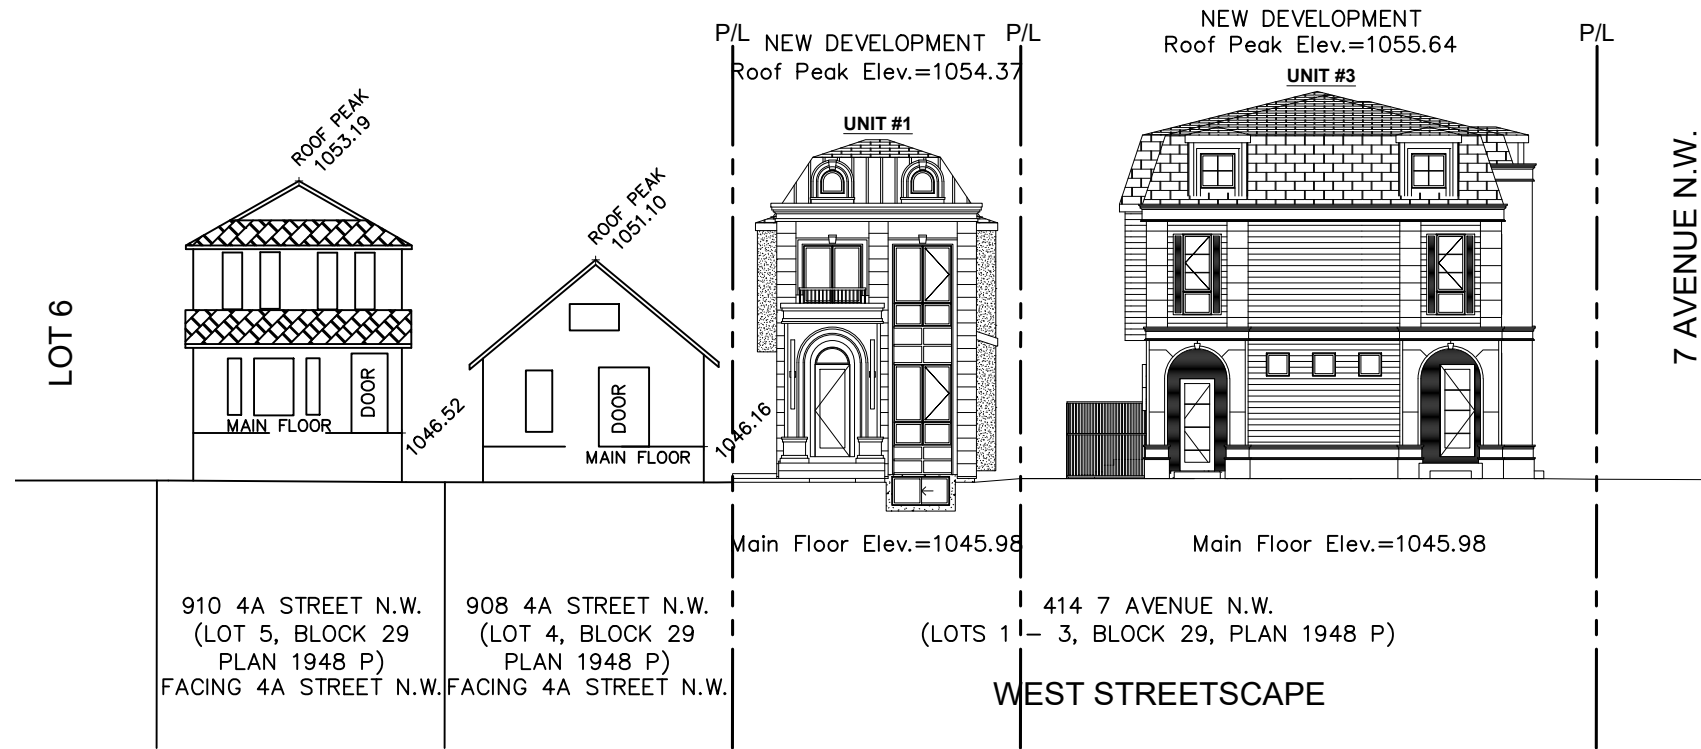 P/L
NEW DEVELOPMENT
Roof Peak Elev.=1054.37
UNIT #1
P/L
NEW DEVELOPMENT
Roof Peak Elev.=1055.64
UNIT #3
P/L
ROOF PEAK
1053.19
ROOF PEAK
1051.10
LOT 6
7 AVENUE N.W.
DOOR
MAIN FLOOR
1046.52
DOOR
MAIN FLOOR
1046.16
Main Floor Elev.=1045.98
Main Floor Elev.=1045.98
910 4A STREET N.W.
(LOT 5, BLOCK 29
PLAN 1948 P)
FACING 4A STREET N.W.
908 4A STREET N.W.
(LOT 4, BLOCK 29
PLAN 1948 P)
FACING 4A STREET N.W.
414 7 AVENUE N.W.
(LOTS 1 - 3, BLOCK 29, PLAN 1948 P)
WEST STREETSCAPE